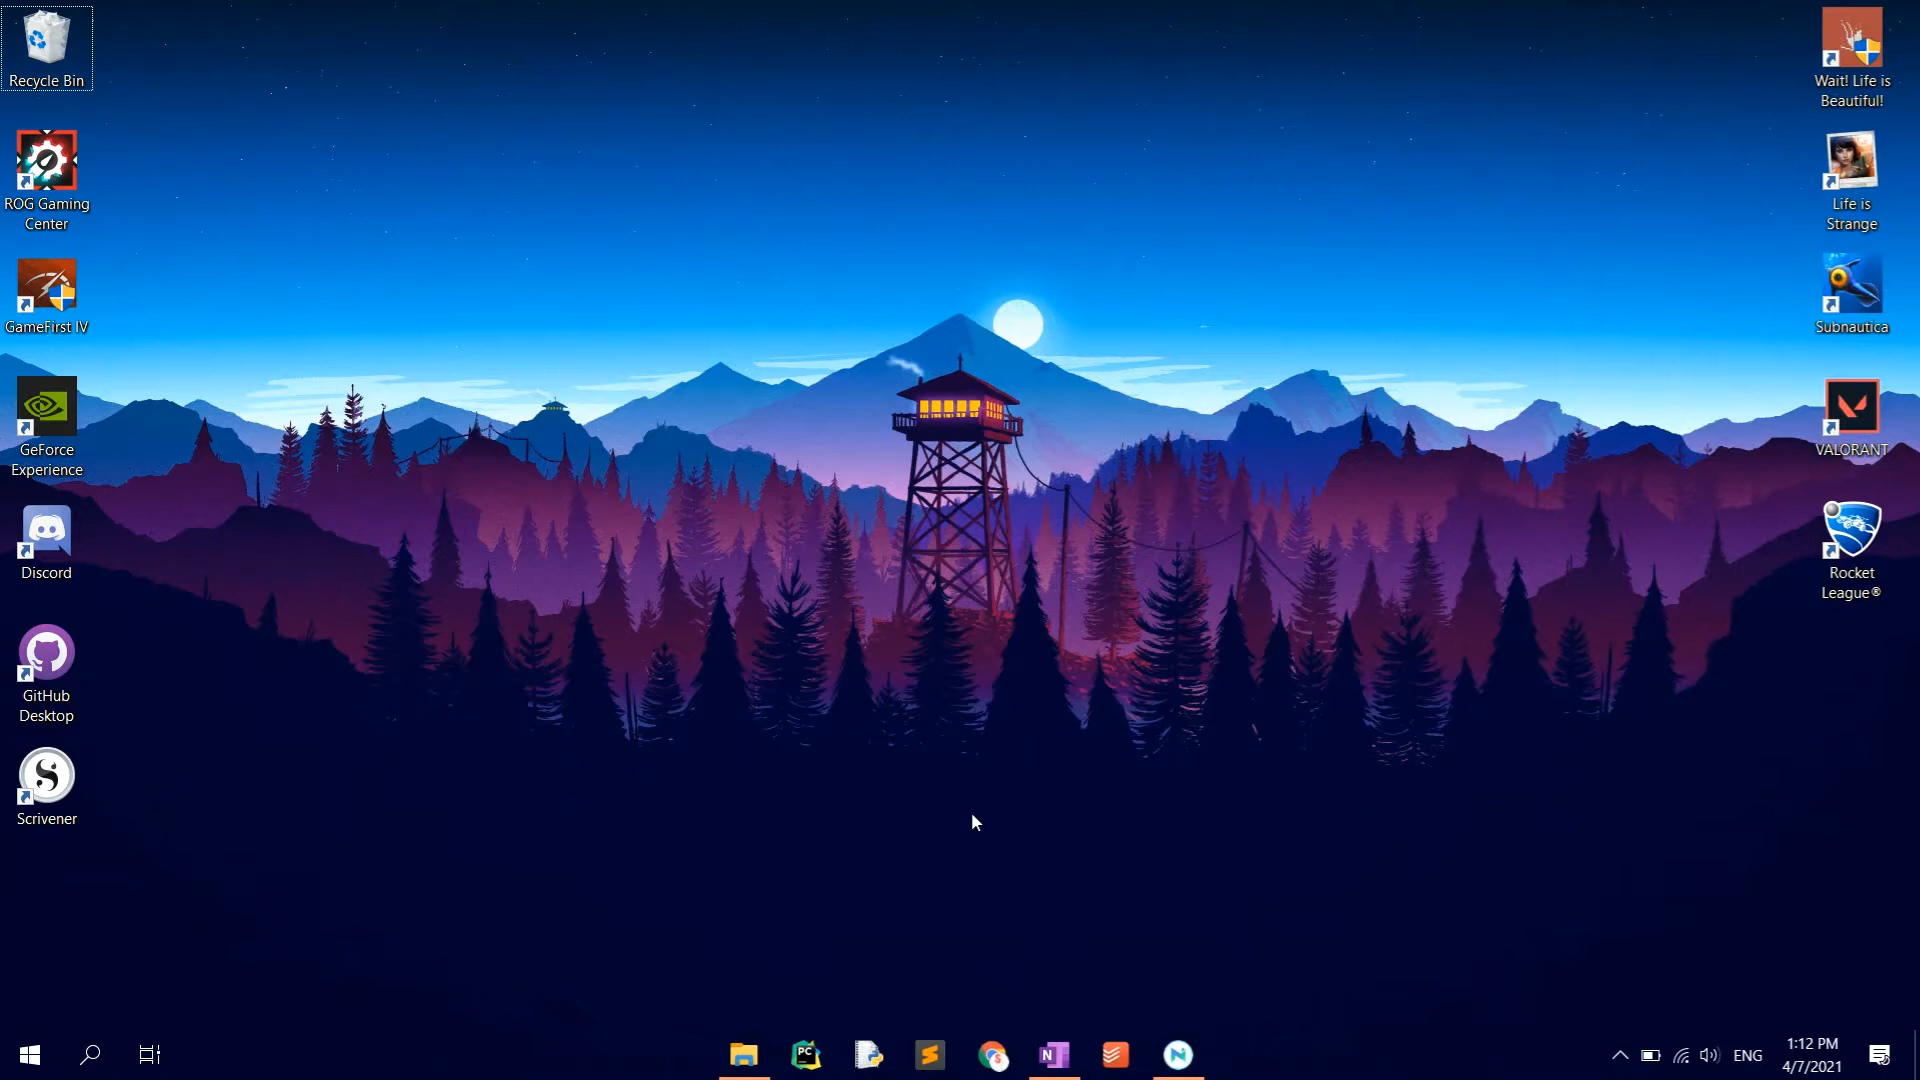 Recycle Bin
ROG Gaming
Center
GameFirst IV
GeForce
Experience
Discord
GitHub
Desktop
Scrivener
Wait! Life is
Beautiful!
Life is
Strange
Subnautica
VALORANT
Rocket
League®
PC
N
ENG
1:12 PM
4/7/2021